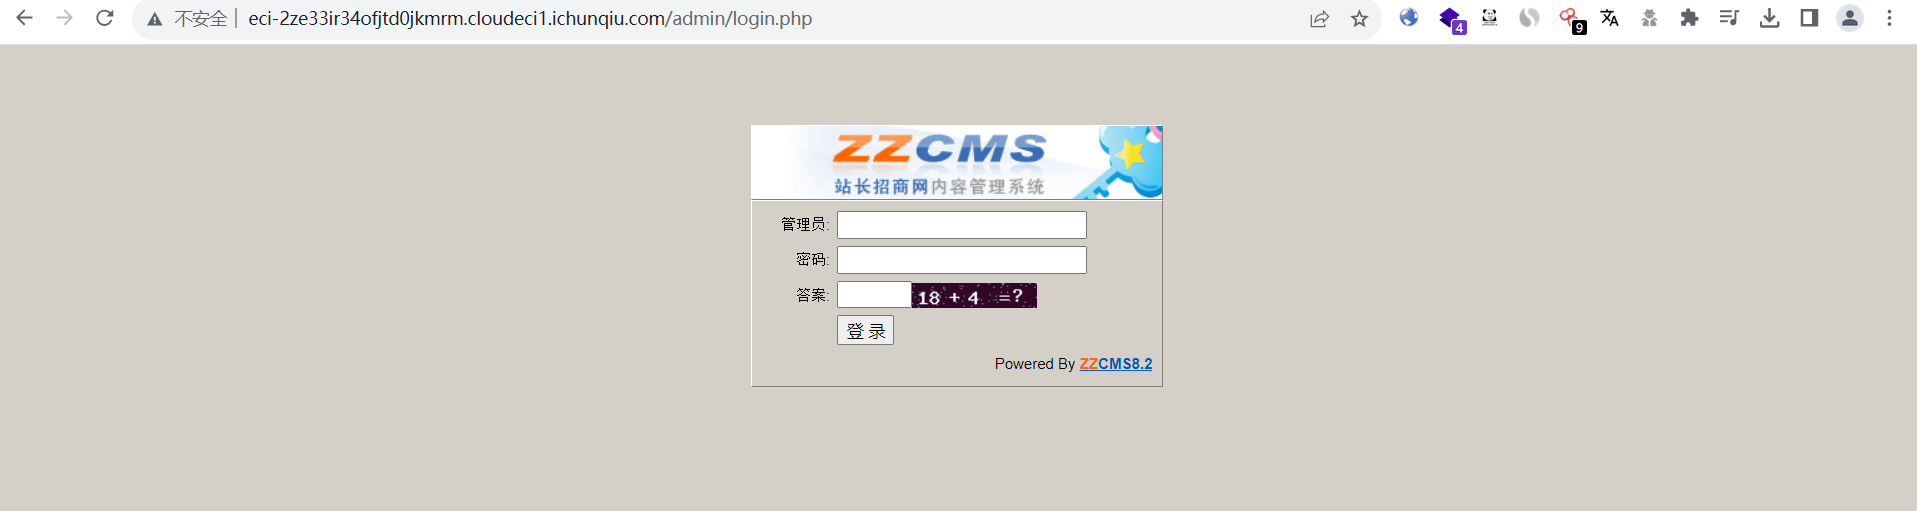 不安全 eci-2ze33ir34ofjtd0jkmrm.cloudeci1.ichunqiu.com/admin/login.php
4
9
ZZCMS
站长招商网内容管理系统
管理员:
密码:
答案: 18 + 4 =?
登 录
Powered By ZZCMS8.2